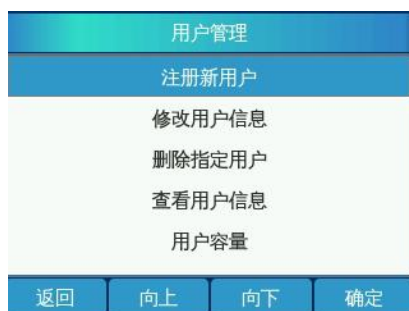 用户管理
注册新用户
修改用户信息
删除指定用户
查看用户信息
用户容量
返回 向上 向下 确定